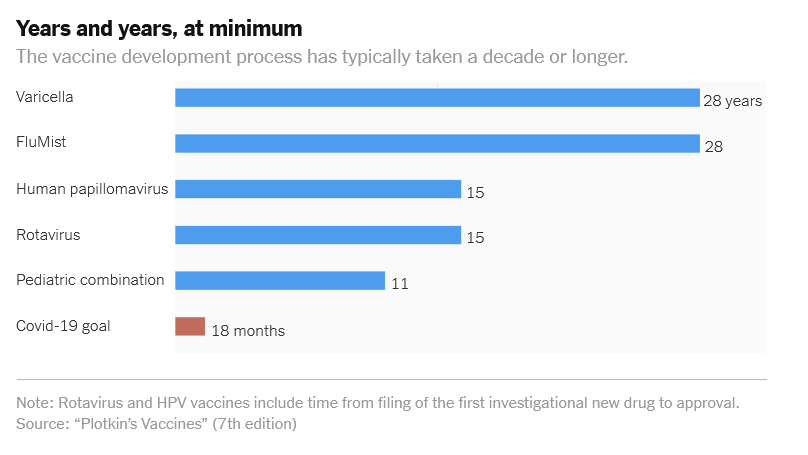 Years and years, at minimum
The vaccine development process has typically taken a decade or longer.
Varicella 28 years
FluMist 28
Human papillomavirus 15
Rotavirus 15
Pediatric combination 11
Covid-19 goal 18 months
Note: Rotavirus and HPV vaccines include time from filing of the first investigational new drug to approval.
Source: “Plotkin’s Vaccines” (7th edition)